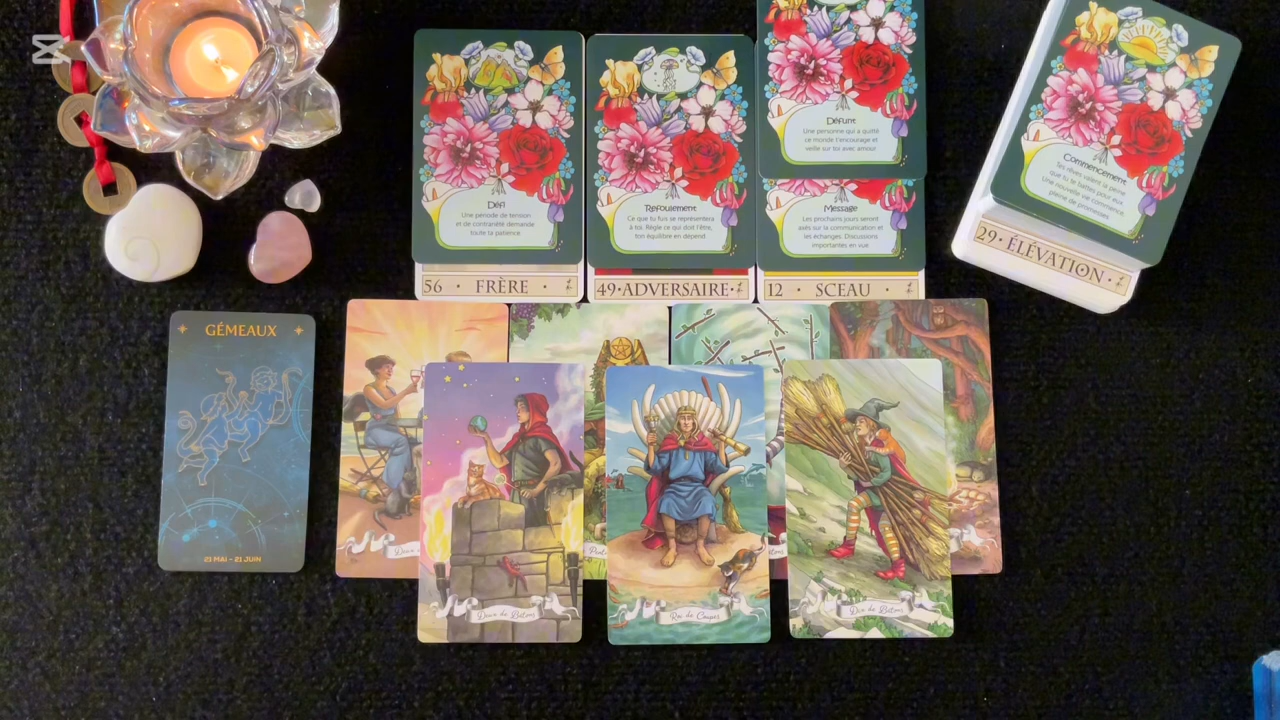 Défunt
Une personne qui a quitté
ce monde t'encourage et
veille sur toi avec amour
Défi
Une période de tension
et de contrariété demande
toute ta patience
Refoulement
Ce que tu fuis se représentera
à toi. Règle ce qui doit l'être,
ton équilibre en dépend.
Message
Les prochains jours seront
axés sur la communication et
les échanges. Discussions
importantes en vue.
Commencement
Tes rêves valent la peine
que tu te battes pour eux.
Une nouvelle vie commence,
pleine de promesses.
56 · FRÈRE ·
49·ADVERSAIRE·
12 · SCEAU ·
29·ÉLÉVATION·
GÉMEAUX
21 MAI - 21 JUIN
Deux de Bâtons
Roi de Coupes
Dix de Bâtons